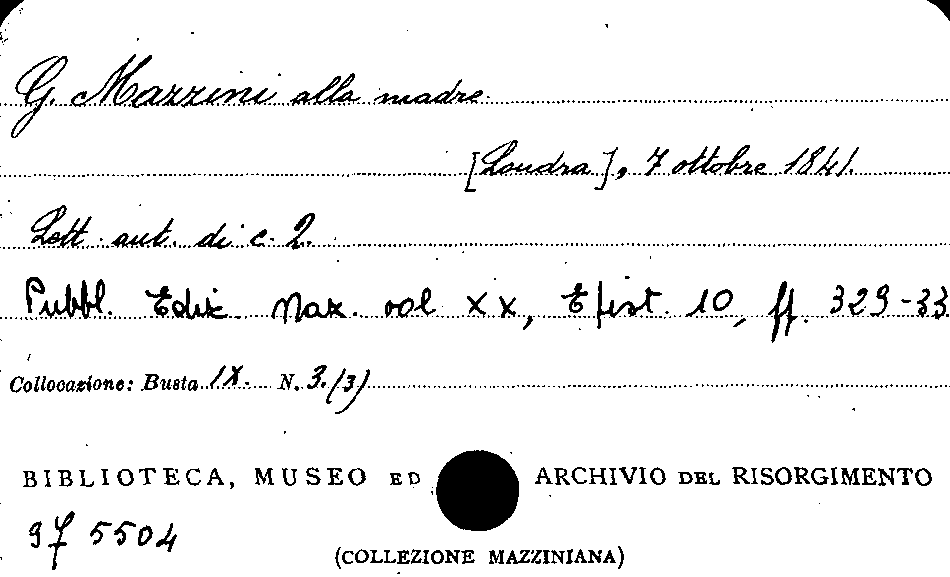 G. Mazzini alla madre.
[Londra], 7 ottobre 1841.
Lett. aut. di c. 2.
Pubbl. Ediz. Naz. vol XX, Epist. 10, ff. 329-33
Collocazione: Busta IX. N. 3.(3)
BIBLIOTECA, MUSEO ED ARCHIVIO DEL RISORGIMENTO
5504
(COLLEZIONE MAZZINIANA)